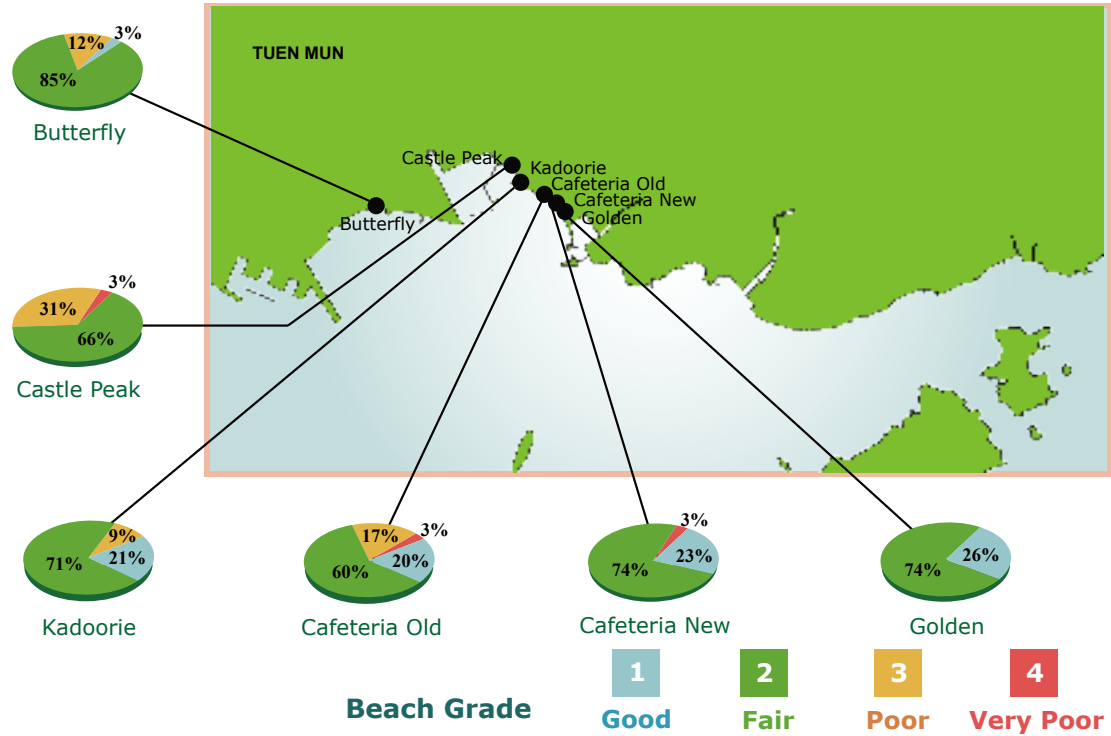 12%
3%
85%
Butterfly
TUEN MUN
Castle Peak
Kadoorie
Cafeteria Old
Cafeteria New
Golden
Butterfly
31%
3%
66%
Castle Peak
9%
71%
21%
Kadoorie
17%
3%
60%
20%
Cafeteria Old
3%
74%
23%
Cafeteria New
74%
26%
Golden
Beach Grade
1
Good
2
Fair
3
Poor
4
Very Poor